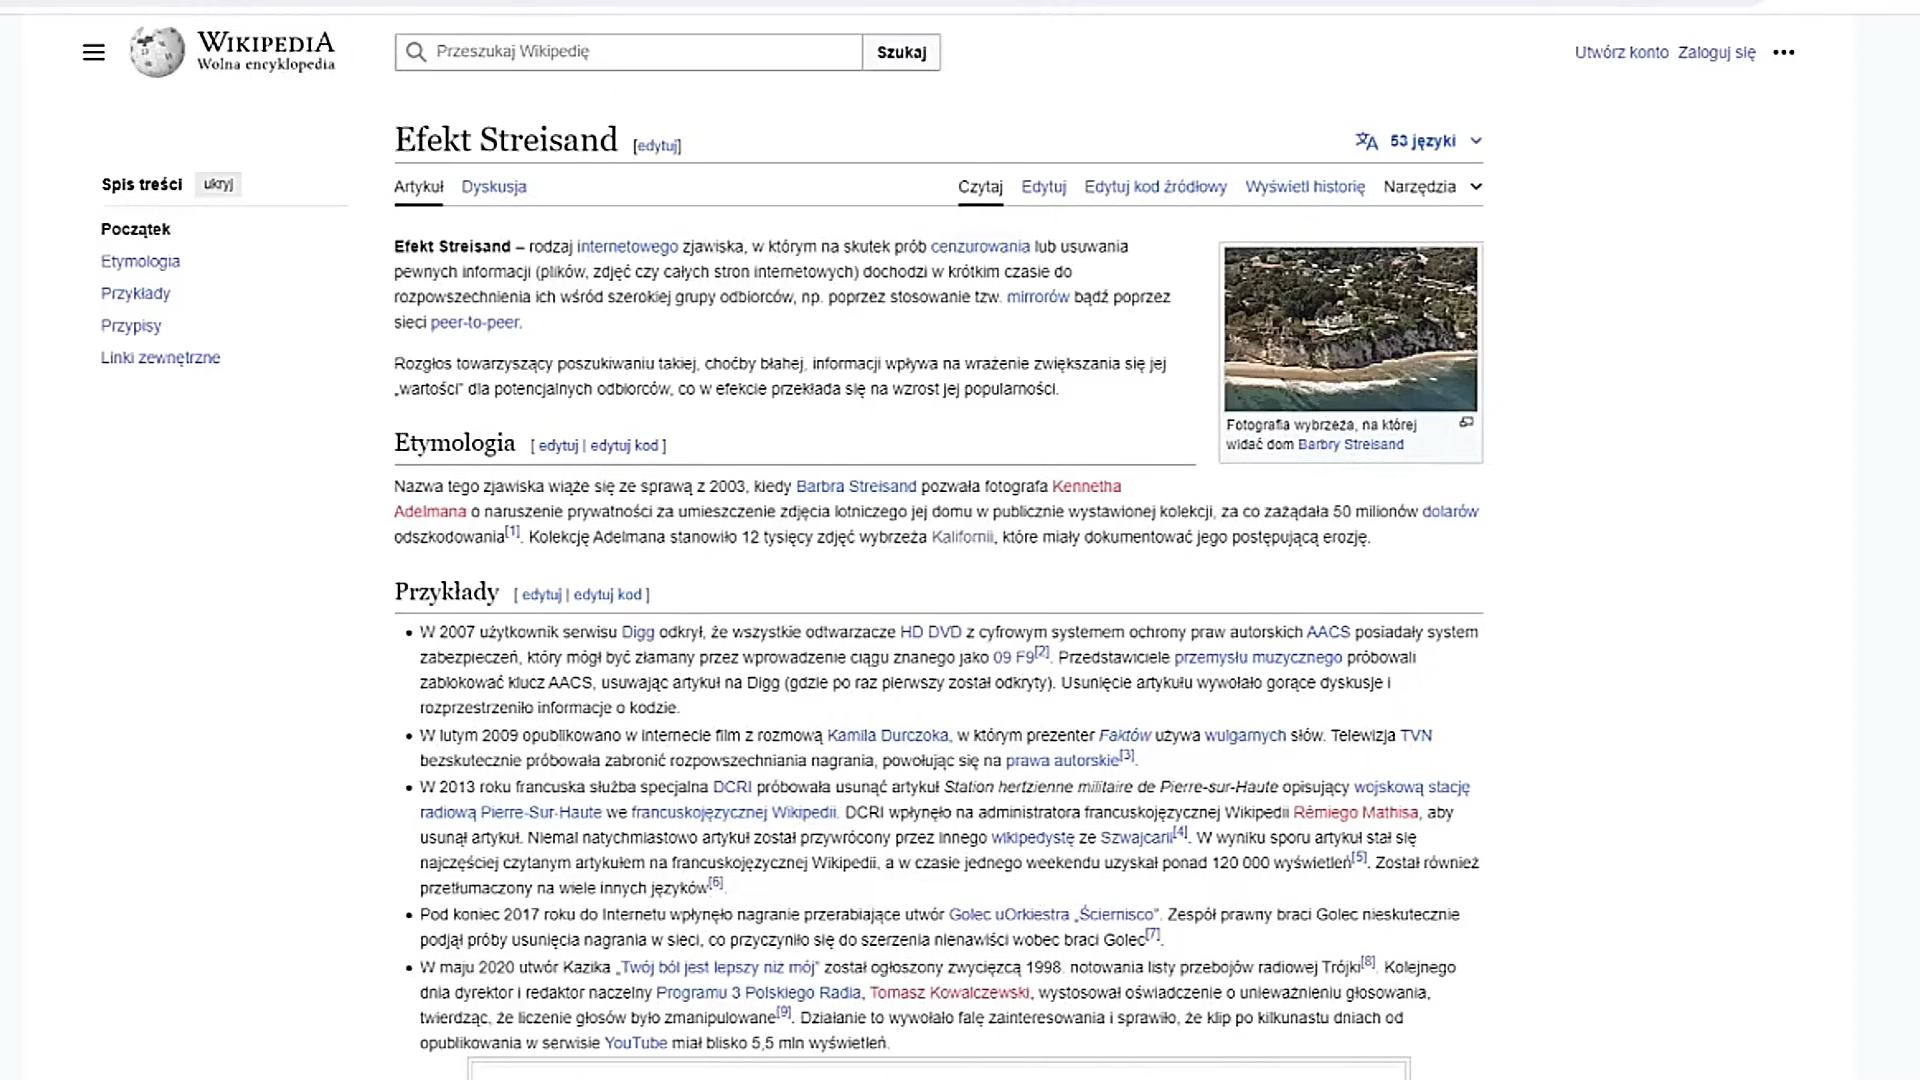 WIKIPEDIA
Wolna encyklopedia
Przeszukaj Wikipedię
Szukaj
Utwórz konto Zaloguj się
Efekt Streisand [edytuj]
53 języki
Spis treści ukryj
Początek
Etymologia
Przykłady
Przypisy
Linki zewnętrzne
Artykuł Dyskusja
Czytaj Edytuj Edytuj kod źródłowy Wyświetl historię Narzędzia
Efekt Streisand – rodzaj internetowego zjawiska, w którym na skutek prób cenzurowania lub usuwania
pewnych informacji (plików, zdjęć czy całych stron internetowych) dochodzi w krótkim czasie do
rozpowszechnienia ich wśród szerokiej grupy odbiorców, np. poprzez stosowanie tzw. mirrorów bądź poprzez
sieci peer-to-peer.
Rozgłos towarzyszący poszukiwaniu takiej, choćby błahej, informacji wpływa na wrażenie zwiększania się jej
„wartości” dla potencjalnych odbiorców, co w efekcie przekłada się na wzrost jej popularności.
Fotografia wybrzeża, na której
widać dom Barbry Streisand
Etymologia [ edytuj | edytuj kod ]
Nazwa tego zjawiska wiąże się ze sprawą z 2003, kiedy Barbra Streisand pozwała fotografa Kennetha
Adelmana o naruszenie prywatności za umieszczenie zdjęcia lotniczego jej domu w publicznie wystawionej kolekcji, za co zażądała 50 milionów dolarów
odszkodowania[1]. Kolekcję Adelmana stanowiło 12 tysięcy zdjęć wybrzeża Kalifornii, które miały dokumentować jego postępującą erozję.
Przykłady [ edytuj | edytuj kod ]
• W 2007 użytkownik serwisu Digg odkrył, że wszystkie odtwarzacze HD DVD z cyfrowym systemem ochrony praw autorskich AACS posiadały system
zabezpieczeń, który mógł być złamany przez wprowadzenie ciągu znanego jako 09 F9[2]. Przedstawiciele przemysłu muzycznego próbowali
zablokować klucz AACS, usuwając artykuł na Digg (gdzie po raz pierwszy został odkryty). Usunięcie artykułu wywołało gorące dyskusje i
rozprzestrzeniło informacje o kodzie.
• W lutym 2009 opublikowano w internecie film z rozmową Kamila Durczoka, w którym prezenter Faktów używa wulgarnych słów. Telewizja TVN
bezskutecznie próbowała zabronić rozpowszechniania nagrania, powołując się na prawa autorskie[3].
• W 2013 roku francuska służba specjalna DCRI próbowała usunąć artykuł Station hertzienne militaire de Pierre-sur-Haute opisujący wojskową stację
radiową Pierre-Sur-Haute we francuskojęzycznej Wikipedii. DCRI wpłynęło na administratora francuskojęzycznej Wikipedii Rémiego Mathisa, aby
usunął artykuł. Niemal natychmiastowo artykuł został przywrócony przez innego wikipedystę ze Szwajcarii[4]. W wyniku sporu artykuł stał się
najczęściej czytanym artykułem na francuskojęzycznej Wikipedii, a w czasie jednego weekendu uzyskał ponad 120 000 wyświetleń[5]. Został również
przetłumaczony na wiele innych języków[6].
• Pod koniec 2017 roku do Internetu wpłynęło nagranie przerabiające utwór Golec uOrkiestra „Ściernisco”. Zespół prawny braci Golec nieskutecznie
podjął próby usunięcia nagrania w sieci, co przyczyniło się do szerzenia nienawiści wobec braci Golec[7].
• W maju 2020 utwór Kazika „Twój ból jest lepszy niż mój” został ogłoszony zwycięzcą 1998. notowania listy przebojów radiowej Trójki[8]. Kolejnego
dnia dyrektor i redaktor naczelny Programu 3 Polskiego Radia, Tomasz Kowalczewski, wystosował oświadczenie o unieważnieniu głosowania,
twierdząc, że liczenie głosów było zmanipulowane[9]. Działanie to wywołało falę zainteresowania i sprawiło, że klip po kilkunastu dniach od
opublikowania w serwisie YouTube miał blisko 5,5 mln wyświetleń.